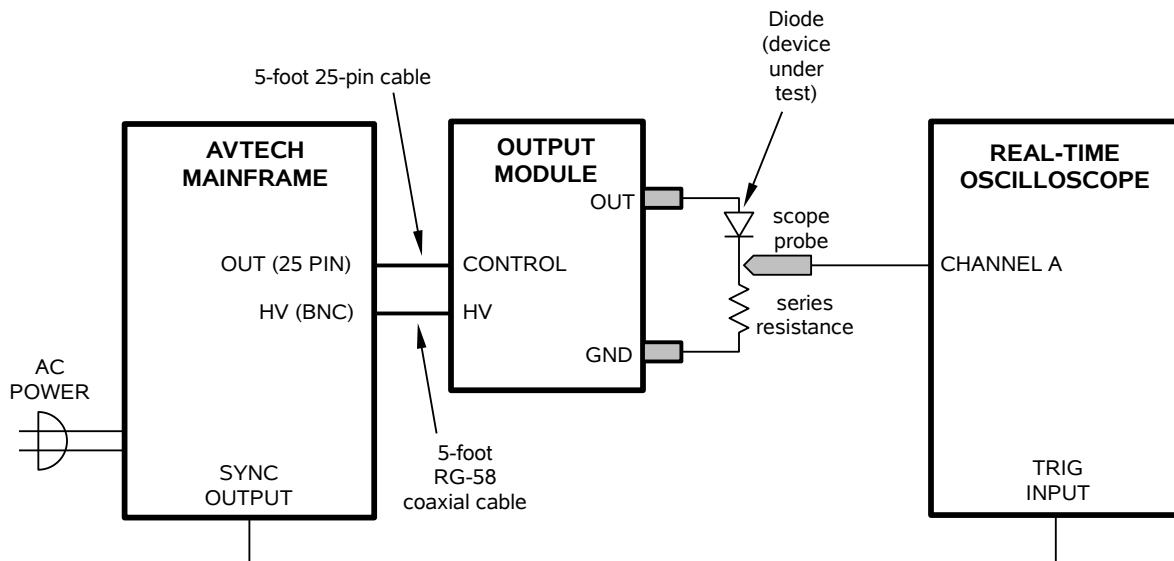 Diode
(device
under
test)
5-foot 25-pin cable
AVTECH
MAINFRAME
OUTPUT
MODULE
REAL-TIME
OSCILLOSCOPE
OUT
scope
probe
OUT (25 PIN)
CONTROL
CHANNEL A
HV (BNC)
HV
series
resistance
GND
AC
POWER
5-foot
RG-58
coaxial cable
SYNC
OUTPUT
TRIG
INPUT